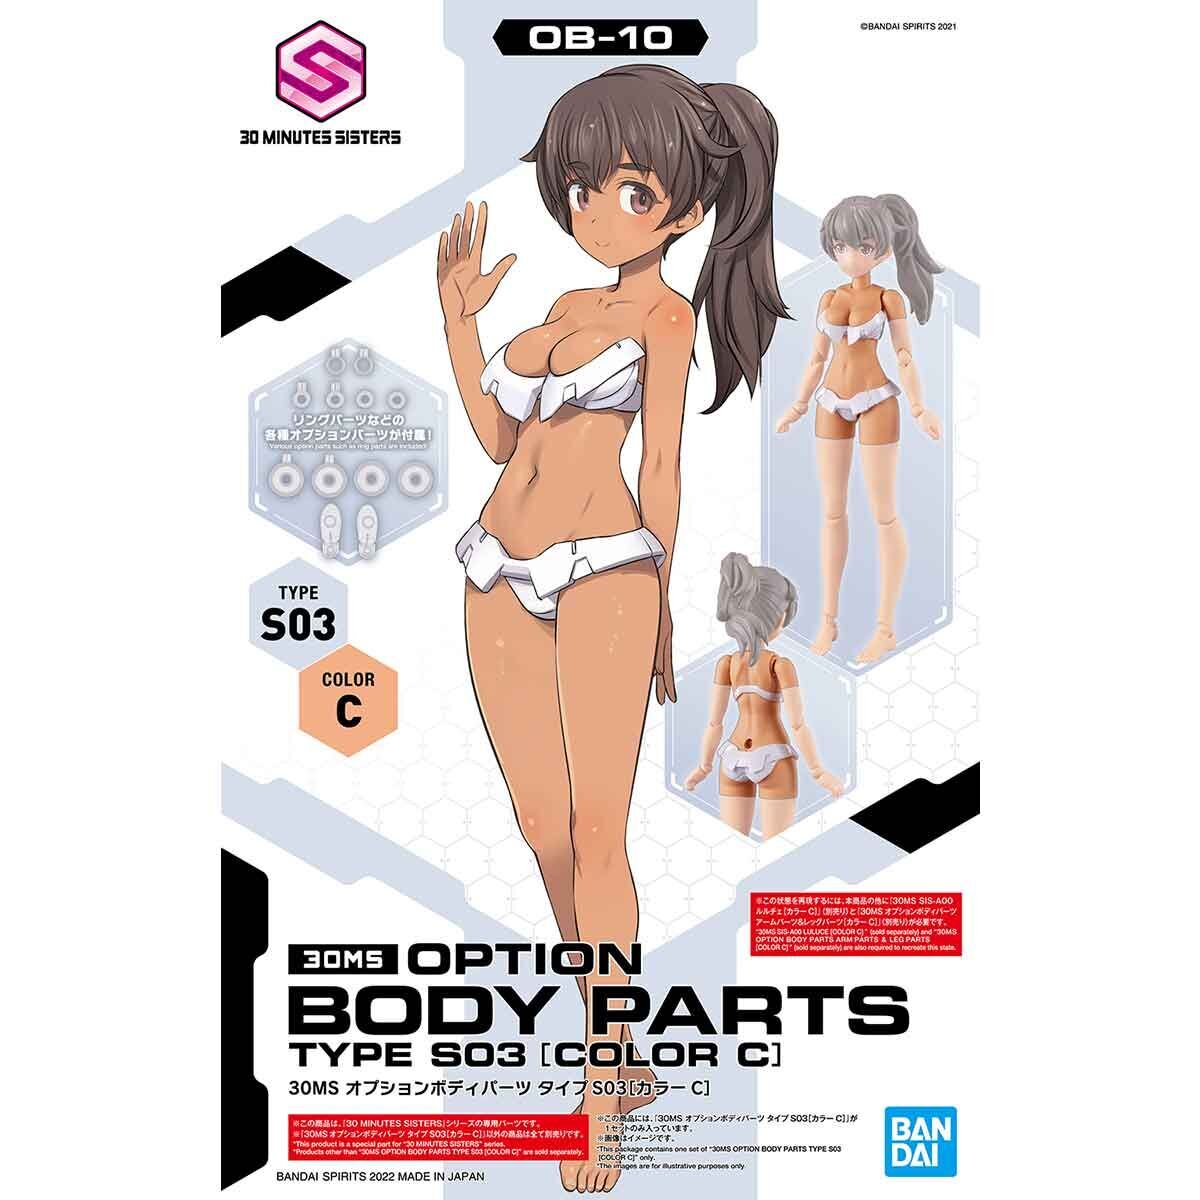 OB-10
©BANDAI SPIRITS 2021
30 MINUTES SISTERS
リングパーツなどの
各種オプションパーツが付属!
Various option parts such as ring parts are included!
TYPE
S03
COLOR
C
※この状態を再現するには、本商品の他に「30MS SIS-A00
ルルチェ[カラーC]」(別売り)と「30MS オプションボディパーツ
アームパーツ&レッグパーツ[カラーC]」(別売り)が必要です。
"30MS SIS-A00 LULUCE [COLOR C]" (sold separately) and "30MS
OPTION BODY PARTS ARM PARTS & LEG PARTS
[COLOR C]" (sold separately) are also required to recreate this state.
30MS OPTION
BODY PARTS
TYPE S03 [COLOR C]
30MS オプションボディパーツ タイプS03[カラーC]
※この商品は、「30 MINUTES SISTERS」シリーズの専用パーツです。
※「30MS オプションボディパーツ タイプS03[カラーC]」以外の商品は全て別売りです。
*This product is a special part for "30 MINUTES SISTERS" series.
*Products other than "30MS OPTION BODY PARTS TYPE S03 [COLOR C]" are sold separately.
※この商品には、「30MS オプションボディパーツ タイプS03[カラーC]」が
1セットのみ入っています。
※画像はイメージです。
*This package contains one set of "30MS OPTION BODY PARTS TYPE S03
[COLOR C]" only.
*The images are for illustrative purposes only.
BANDAI SPIRITS 2022 MADE IN JAPAN
BAN
DAI